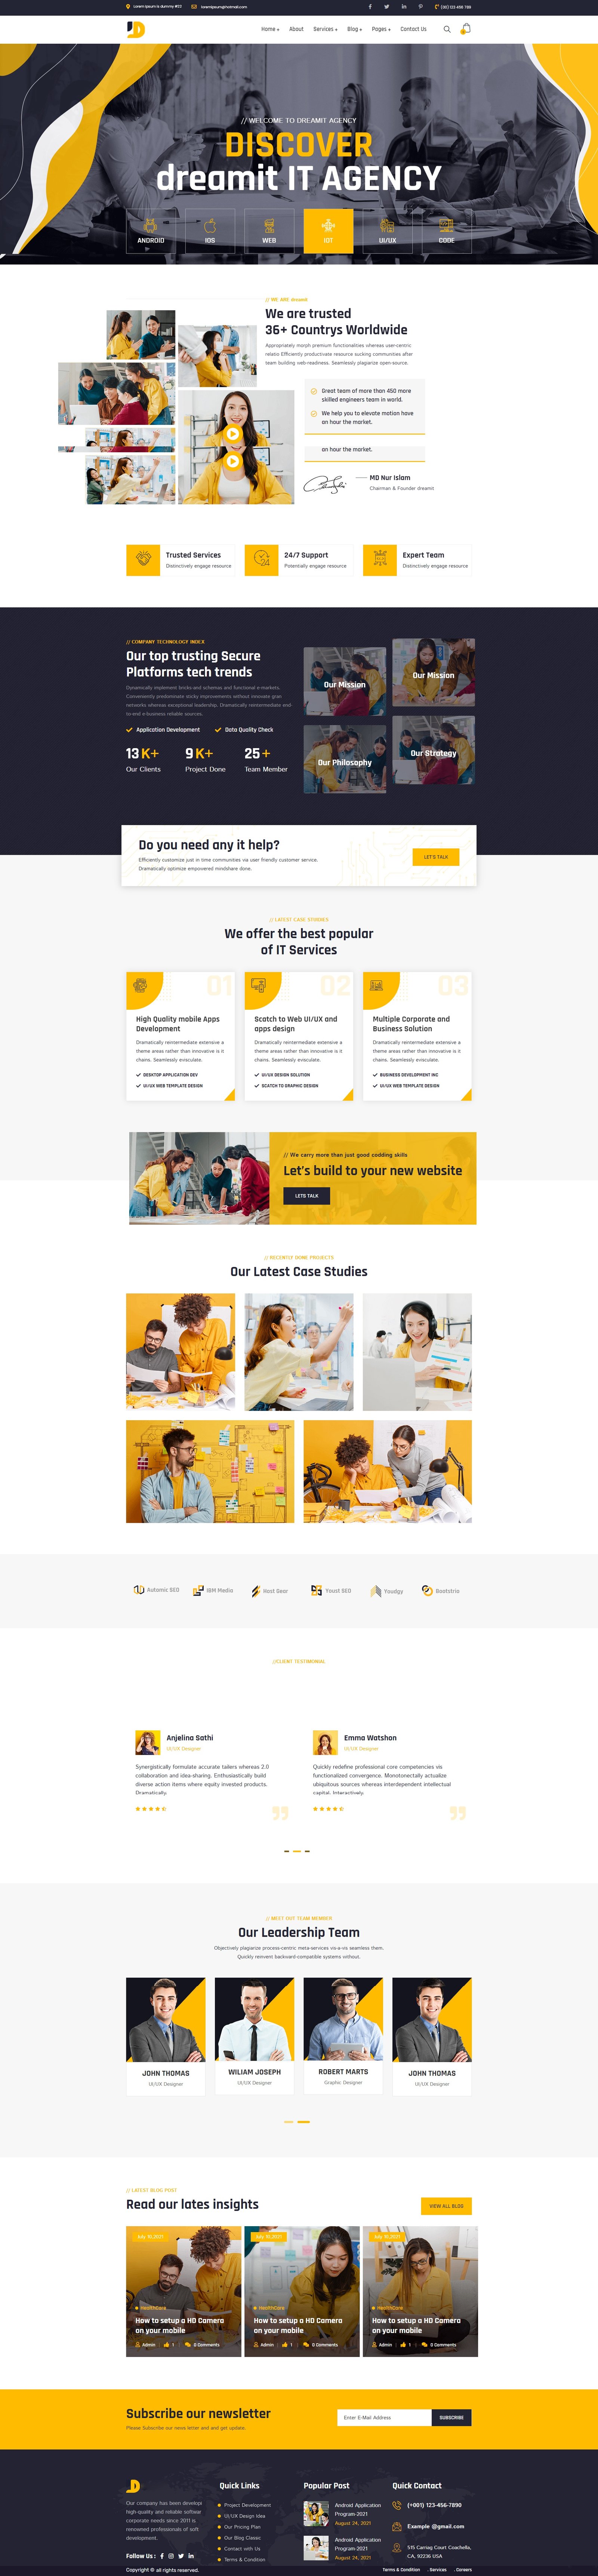 Lorem Ipsum is dummy #23
loremipsum@hotmail.com
(00) 123 456 789
Home +
About
Services +
Blog +
Pages +
Contact Us
// WELCOME TO DREAMIT AGENCY
DISCOVER
dreamit IT AGENCY
ANDROID
IOS
WEB
IOT
UI/UX
CODE
// WE ARE dreamit
We are trusted
36+ Countrys Worldwide
Appropriately morph premium functionalities whereas user-centric
relatio Efficiently productivate resource sucking communities after
team building web-readiness. Seamlessly plagiarize open-source.
Great team of more than 450 more
skilled engineers team in world.
We help you to elevate motion have
an hour the market.
an hour the market.
MD Nur Islam
Chairman & Founder dreamit
Trusted Services
Distinctively engage resource
24/7 Support
Potentially engage resource
Expert Team
Distinctively engage resource
// COMPANY TECHNOLOGY INDEX
Our top trusting Secure
Platforms tech trends
Dynamically implement bricks-and schemas and functional e-markets.
Conveniently predominate sticky improvements without innovate gran
networks whereas exceptional leadership. Dramatically reintermediate end-
to-end e-business reliable sources.
Application Development
Data Quality Check
13 K+
Our Clients
9 K+
Project Done
25 +
Team Member
Our Mission
Our Mission
Our Philosophy
Our Strategy
Do you need any it help?
Efficiently customize just in time communities via user friendly customer service.
Dramatically optimize empowered mindshare done.
LET'S TALK
// LATEST CASE STUDIES
We offer the best popular
of IT Services
01
High Quality mobile Apps
Development
Dramatically reintermediate extensive a
theme areas rather than innovative is it
chains. Seamlessly evisculate.
DESKTOP APPLICATION DEV
UI/UX WEB TEMPLATE DESIGN
02
Scatch to Web UI/UX and
apps design
Dramatically reintermediate extensive a
theme areas rather than innovative is it
chains. Seamlessly evisculate.
UI/UX DESIGN SOLUTION
SCATCH TO GRAPHIC DESIGN
03
Multiple Corporate and
Business Solution
Dramatically reintermediate extensive a
theme areas rather than innovative is it
chains. Seamlessly evisculate.
BUSINESS DEVELOPMENT INC
UI/UX WEB TEMPLATE DESIGN
// We carry more than just good codding skills
Let's build to your new website
LETS TALK
// RECENTLY DONE PROJECTS
Our Latest Case Studies
Automic SEO
IBM Media
Host Gear
Youst SEO
Youdgy
Bootstrio
//CLIENT TESTIMONIAL
Anjelina Sathi
UI/UX Designer
Synergistically formulate accurate tailers whereas 2.0
collaboration and idea-sharing. Enthusiastically build
diverse action items where equity invested products.
Dramatically.
Emma Watshon
UI/UX Designer
Quickly redefine professional core competencies vis
functionalized convergence. Monotonectally actualize
ubiquitous sources whereas interdependent intellectual
capital. Interactively.
// MEET OUT TEAM MEMBER
Our Leadership Team
Objectively plagiarize process-centric meta-services vis-a-vis seamless them.
Quickly reinvent backward compatible systems without.
JOHN THOMAS
UI/UX Designer
WILIAM JOSEPH
UI/UX Designer
ROBERT MARTS
Graphic Designer
JOHN THOMAS
UI/UX Designer
// LATEST BLOG POST
Read our lates insights
VIEW ALL BLOG
July 16,2021
HealthCare
How to setup a HD Camera
on your mobile
Admin
1
0 Comments
July 16,2021
HealthCare
How to setup a HD Camera
on your mobile
Admin
1
0 Comments
July 16,2021
HealthCare
How to setup a HD Camera
on your mobile
Admin
1
0 Comments
Subscribe our newsletter
Please Subscribe our news letter and and get update.
Enter E-Mail Address
SUBSCRIBE
Our company has been developi
high-quality and reliable softwar
corporate needs since 2011 is
renowned professionals of soft
development.
Follow Us :
Quick Links
Project Development
UI/UX Design Idea
Our Pricing Plan
Our Blog Classic
Contact with Us
Terms & Condition
Popular Post
Android Application
Program-2021
August 24, 2021
Android Application
Program-2021
August 24, 2021
Quick Contact
(+001) 123-456-7890
Example @gmail.com
515 Carriag Court Coachella,
CA, 92236 USA
Copyright © all rights reserved.
Terms & Condition
. Services
. Careers